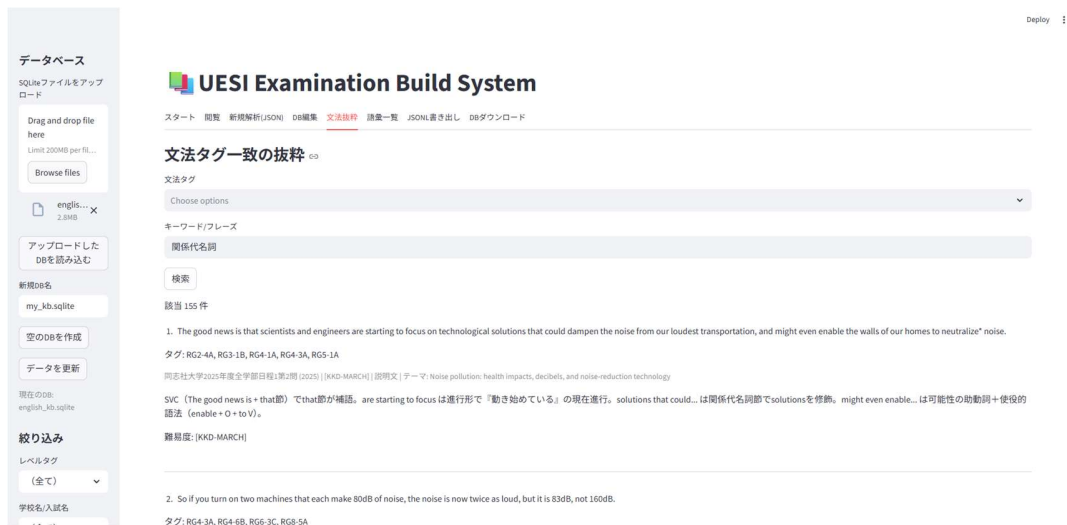 Deploy
データベース
SQLiteファイルをアップ
ロード
Drag and drop file
here
Limit 200MB per fil...
Browse files
englis...
2.8MB
アップロードした
DBを読み込む
新規DB名
my_kb.sqlite
空のDBを作成
データを更新
現在のDB:
english_kb.sqlite
絞り込み
レベルタグ
（全て）
学校名/入試名
UESI Examination Build System
スタート 閲覧 新規解析(JSON) DB編集 文法抜粋 語彙一覧 JSONL書き出し DBダウンロード
文法タグ一致の抜粋
文法タグ
Choose options
キーワード/フレーズ
関係代名詞
検索
該当 155 件
1. The good news is that scientists and engineers are starting to focus on technological solutions that could dampen the noise from our loudest transportation, and might even enable the walls of our homes to neutralize* noise.
タグ: RG2-4A, RG3-1B, RG4-1A, RG4-3A, RG5-1A
同志社大学2025年度全学部日程1第2問 (2025) | [KKD-MARCH] | 説明文 | テーマ: Noise pollution: health impacts, decibels, and noise-reduction technology
SVC（The good news is + that節）でthat節が補語。are starting to focus は進行形で『動き始めている』の現在進行。solutions that could... は関係代名詞節でsolutionsを修飾。might even enable... は可能性の助動詞＋使役的
語法（enable + O + to V）。
難易度: [KKD-MARCH]
2. So if you turn on two machines that each make 80dB of noise, the noise is now twice as loud, but it is 83dB, not 160dB.
タグ: RG4-3A, RG4-6B, RG6-3C, RG8-5A